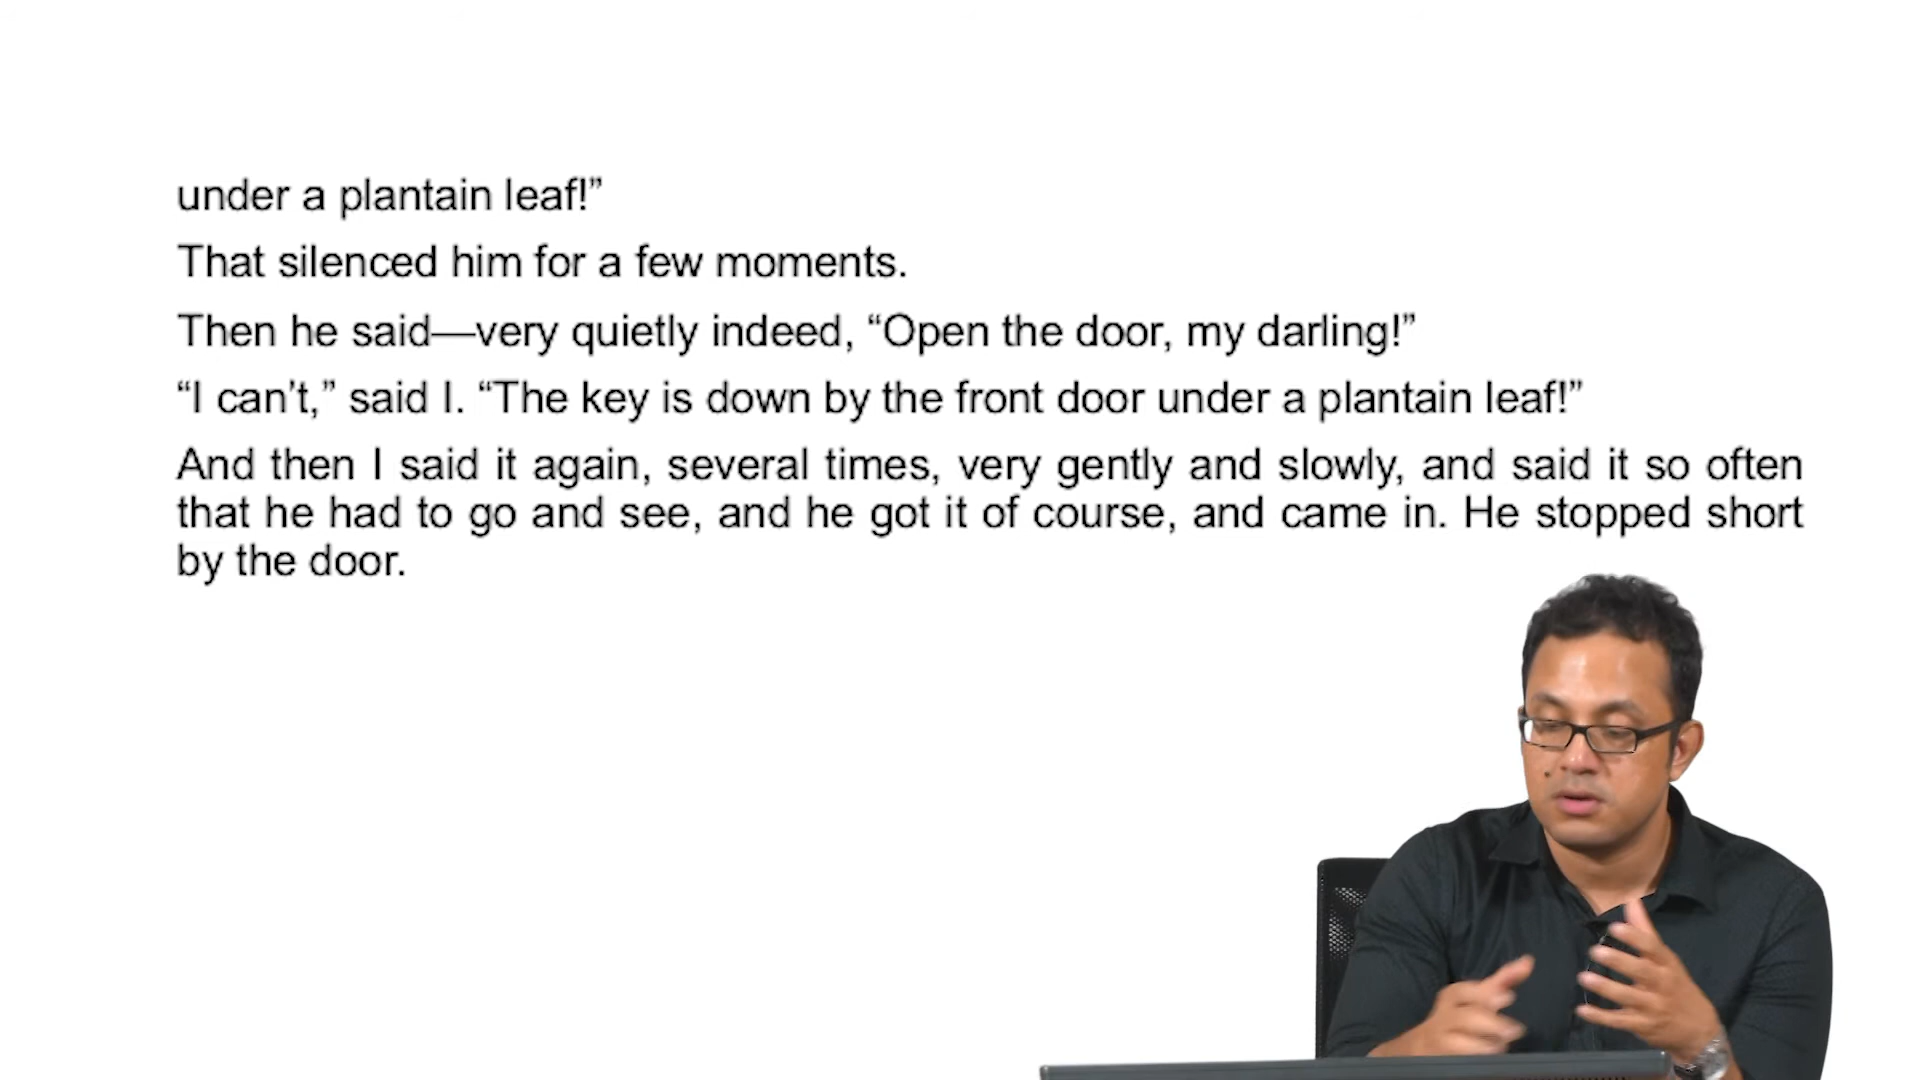 under a plantain leaf!”
That silenced him for a few moments.
Then he said—very quietly indeed, “Open the door, my darling!”
“I can’t,” said I. “The key is down by the front door under a plantain leaf!”
And then I said it again, several times, very gently and slowly, and said it so often
that he had to go and see, and he got it of course, and came in. He stopped short
by the door.